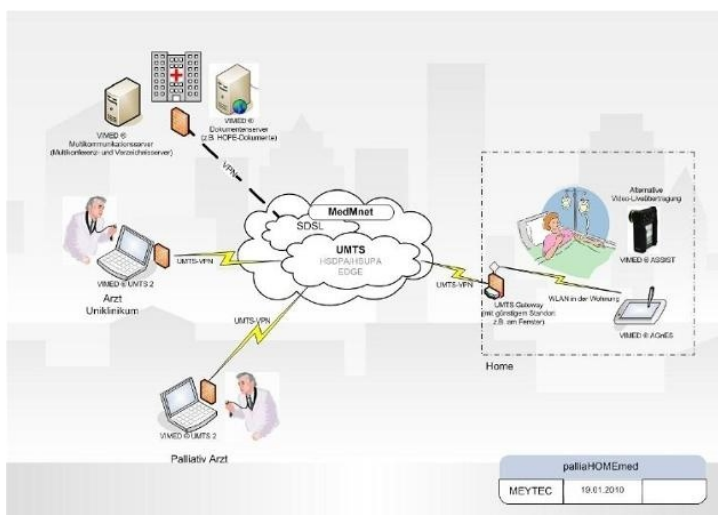 VIMED ®
Multikommunikationsserver
(Multikonferenz- und Verzeichnisserver)
VIMED ®
Dokumentenserver
(z.B. HOPE-Dokumente)
VPN
MedMnet
SDSL
UMTS
HSDPA/HSUPA
EDGE
UMTS-VPN
VIMED ® UMTS 2
Arzt
Uniklinikum
UMTS-VPN
VIMED ® UMTS 2
Palliativ Arzt
UMTS-VPN
Alternative
Video-Liveübertragung
VIMED ® ASSIST
UMTS Gateway
(mit günstigem Standort
z.B. am Fenster)
WLAN in der Wohnung
VIMED ® AGnES
Home
palliaHOMEmed
MEYTEC
19.01.2010